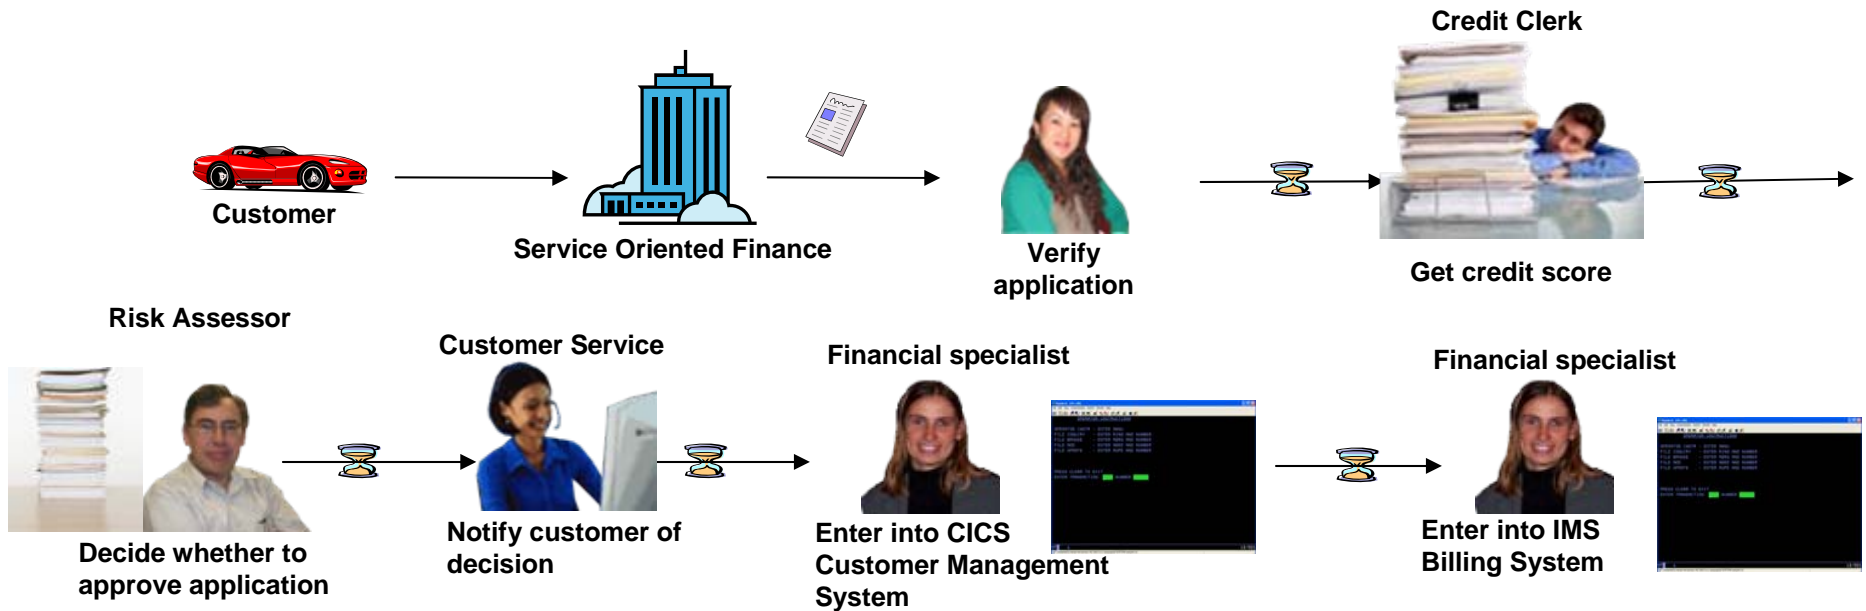 Credit Clerk
Customer
Service Oriented Finance
Verify
application
Get credit score
Risk Assessor
Customer Service
Financial specialist
Financial specialist
Decide whether to
approve application
Notify customer of
decision
Enter into CICS
Customer Management
System
Enter into IMS
Billing System